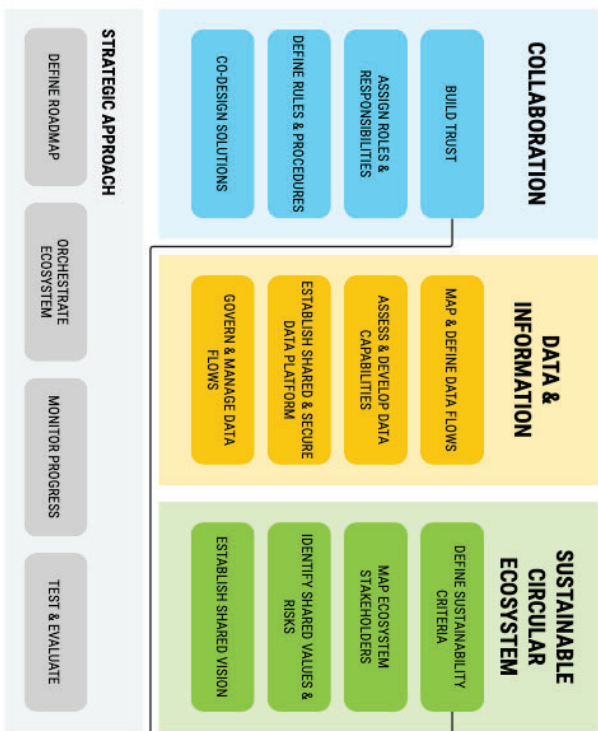 COLLABORATION
BUILD TRUST
ASSIGN ROLES &
RESPONSIBILITIES
DEFINE RULES & PROCEDURES
CO-DESIGN SOLUTIONS
DATA &
INFORMATION
MAP & DEFINE DATA FLOWS
ASSESS & DEVELOP DATA
CAPABILITIES
ESTABLISH SHARED & SECURE
DATA PLATFORM
GOVERN & MANAGE DATA
FLOWS
SUSTAINABLE
CIRCULAR
ECOSYSTEM
DEFINE SUSTAINABILITY
CRITERIA
MAP ECOSYSTEM
STAKEHOLDERS
IDENTIFY SHARED VALUES &
RISKS
ESTABLISH SHARED VISION
STRATEGIC APPROACH
DEFINE ROADMAP
ORCHESTRATE
ECOSYSTEM
MONITOR PROGRESS
TEST & EVALUATE